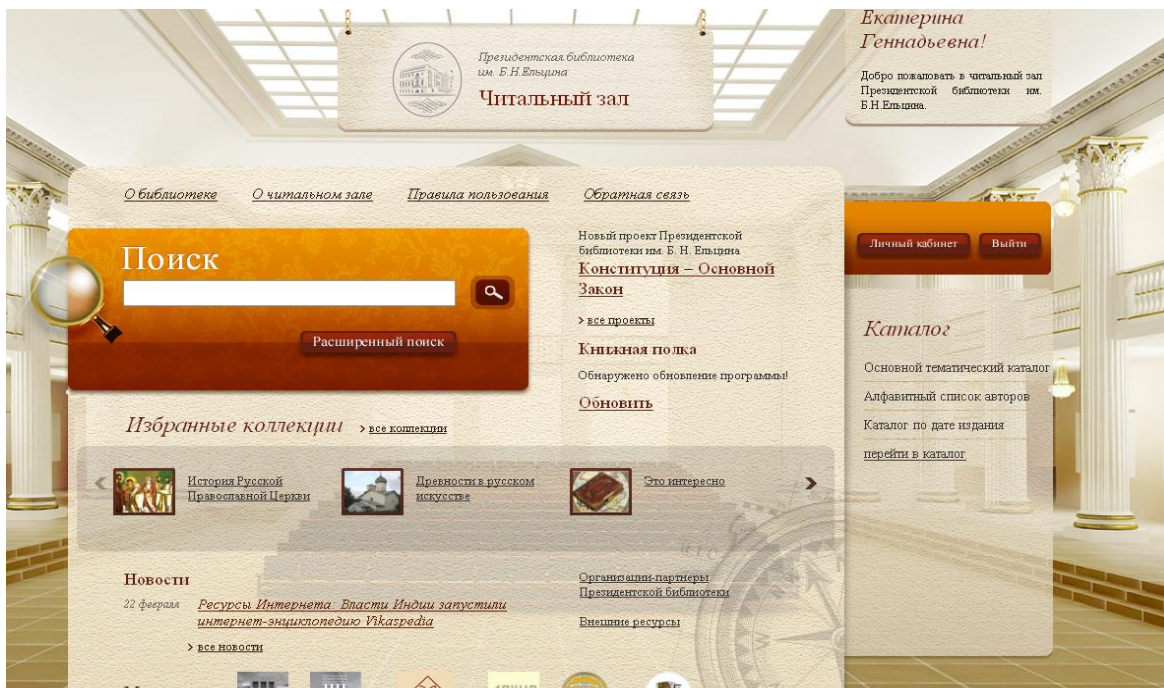 Президентская библиотека
им. Б.Н.Ельцина
Читальный зал
Екатерина
Геннадьевна!
Добро пожаловать в читальный зал
Президентской библиотеки им.
Б.Н.Ельцина.
О библиотеке О читальном зале Правила пользования Обратная связь
Личный кабинет Выйти
Поиск
Расширенный поиск
Новый проект Президентской
библиотеки им. Б. Н. Ельцина
Конституция – Основной
Закон
> все проекты
Книжная полка
Обнаружено обновление программы!
Обновить
Каталог
Основной тематический каталог
Алфавитный список авторов
Каталог по дате издания
перейти в каталог
Избранные коллекции > все коллекции
История Русской
Православной Церкви
Древности в русском
искусстве
Это интересно
Новости
22 февраля Ресурсы Интернета: Власти Индии запустили
интернет-энциклопедию Vikaspedia
> все новости
Организации-партнеры
Президентской библиотеки
Внешние ресурсы